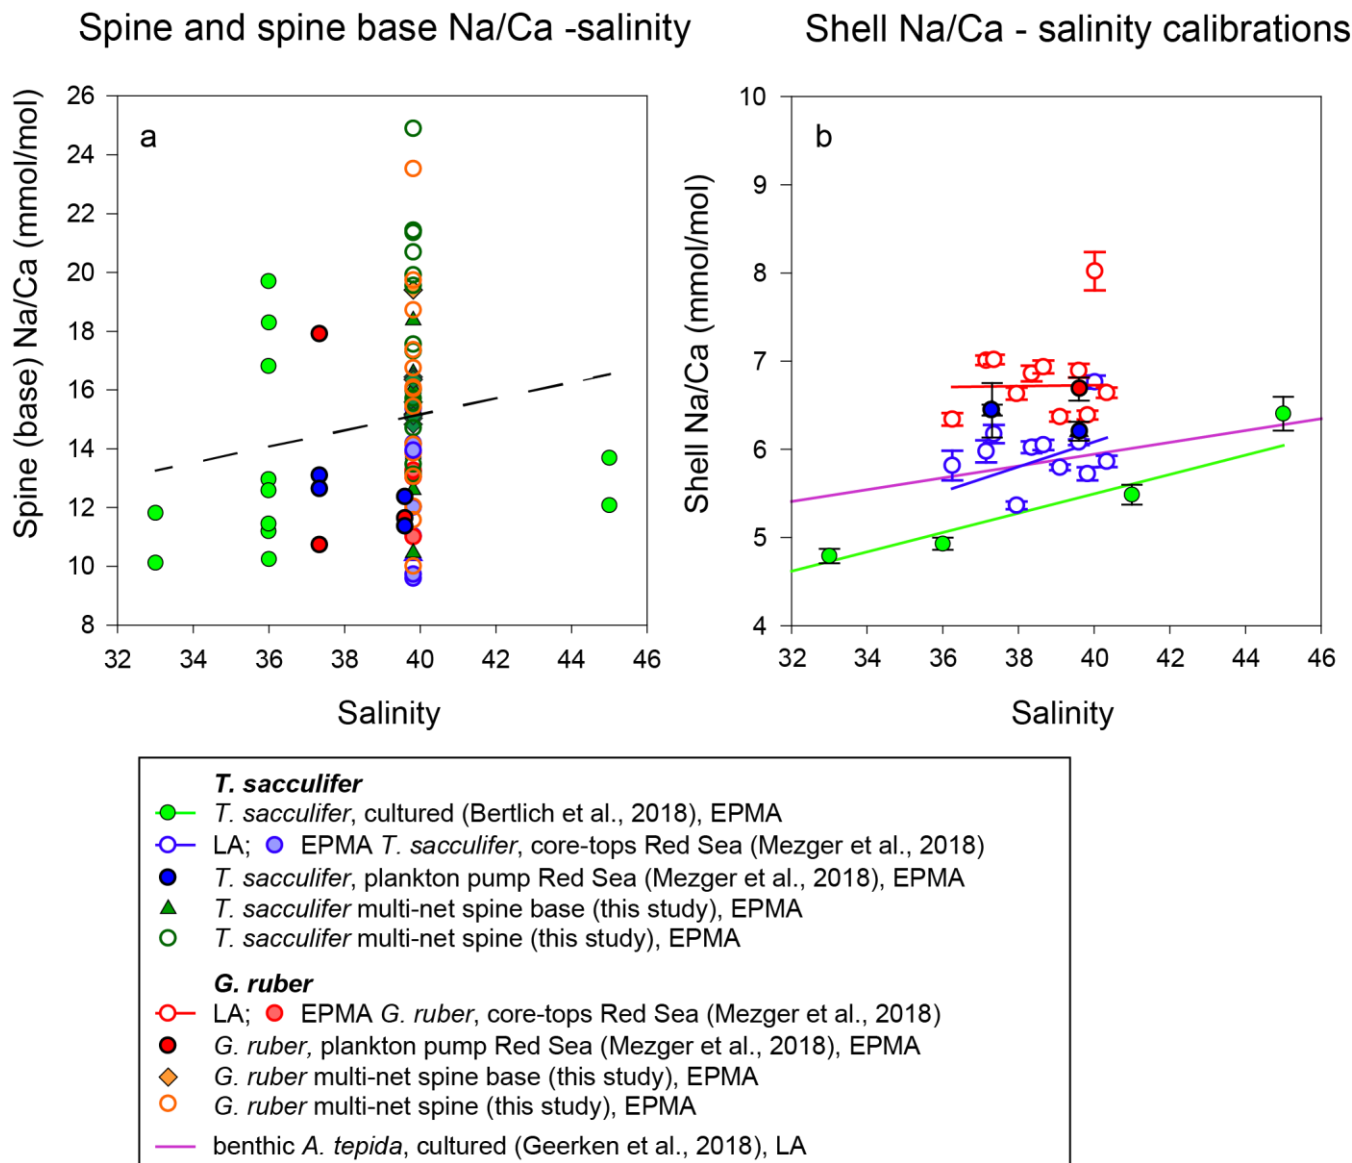 Spine and spine base Na/Ca -salinity
Shell Na/Ca - salinity calibrations
Spine (base) Na/Ca (mmol/mol)
26
24
22
20
18
16
14
12
10
8
a
32 34 36 38 40 42 44 46
Salinity
Shell Na/Ca (mmol/mol)
10
9
8
7
6
5
4
b
32 34 36 38 40 42 44 46
Salinity
T. sacculifer
T. sacculifer, cultured (Bertlich et al., 2018), EPMA
LA; EPMA T. sacculifer, core-tops Red Sea (Mezger et al., 2018)
T. sacculifer, plankton pump Red Sea (Mezger et al., 2018), EPMA
T. sacculifer multi-net spine base (this study), EPMA
T. sacculifer multi-net spine (this study), EPMA
G. ruber
LA; EPMA G. ruber, core-tops Red Sea (Mezger et al., 2018)
G. ruber, plankton pump Red Sea (Mezger et al., 2018), EPMA
G. ruber multi-net spine base (this study), EPMA
G. ruber multi-net spine (this study), EPMA
benthic A. tepida, cultured (Geerken et al., 2018), LA